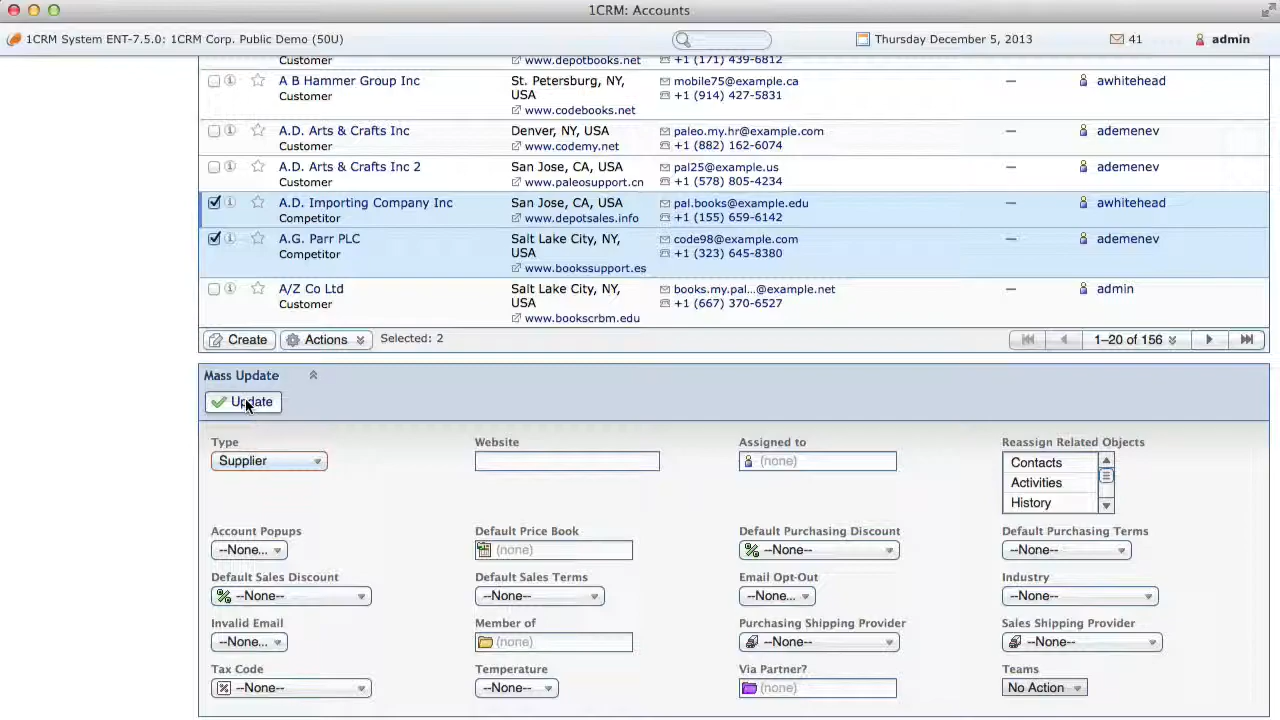 1CRM: Accounts
1CRM System ENT-7.5.0: 1CRM Corp. Public Demo (50U)
Thursday December 5, 2013
41
admin
Customer
www.depotbooks.net
+1 (171) 439-6812
A B Hammer Group Inc
St. Petersburg, NY,
mobile75@example.ca
—
awhitehead
Customer
USA
+1 (914) 427-5831
www.codebooks.net
A.D. Arts & Crafts Inc
Denver, NY, USA
paleo.my.hr@example.com
—
ademenev
Customer
www.codemy.net
+1 (882) 162-6074
A.D. Arts & Crafts Inc 2
San Jose, CA, USA
pal25@example.us
—
ademenev
Customer
www.paleosupport.cn
+1 (578) 805-4234
A.D. Importing Company Inc
San Jose, CA, USA
pal.books@example.edu
—
awhitehead
Competitor
www.depotsales.info
+1 (155) 659-6142
A.G. Parr PLC
Salt Lake City, NY,
code98@example.com
—
ademenev
Competitor
USA
+1 (323) 645-8380
www.bookssupport.es
A/Z Co Ltd
Salt Lake City, NY,
books.my.pal...@example.net
—
admin
Customer
USA
+1 (667) 370-6527
www.bookscrbm.edu
Create
Actions
Selected: 2
1–20 of 156
Mass Update
Update
Type
Website
Assigned to
Reassign Related Objects
Supplier
(none)
Contacts
Activities
History
Account Popups
Default Price Book
Default Purchasing Discount
Default Purchasing Terms
--None...
(none)
--None--
--None--
Default Sales Discount
Default Sales Terms
Email Opt-Out
Industry
--None--
--None--
--None...
--None--
Invalid Email
Member of
Purchasing Shipping Provider
Sales Shipping Provider
--None...
(none)
--None--
--None--
Tax Code
Temperature
Via Partner?
Teams
--None--
--None--
(none)
No Action